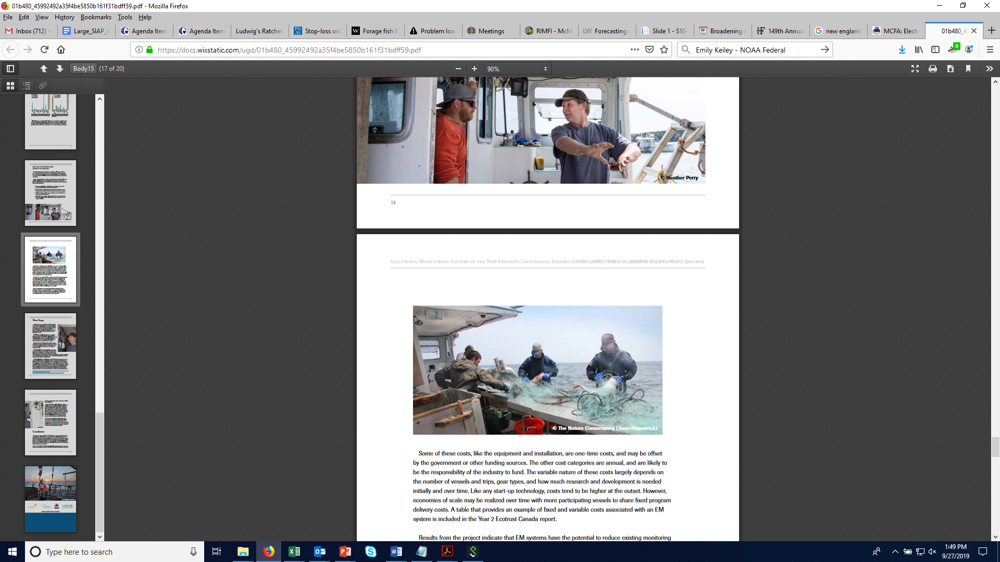 01b480_45992492a35f4be5850b161f31bdff59.pdf - Mozilla Firefox
File Edit View History Bookmarks Tools Help
Inbox (712) -
Large_SIAP_I
Agenda Item
Agenda Item
Ludwig's Ratchet
Stop-loss ord
Forage fish fi
Problem load
Meetings
RIMFI - McM
Forecasting r
Slide 1 - S10-
Broadening s
149th Annua
new england
MCFA: Electr
01b480_45
https://docs.wixstatic.com/ugd/01b480_45992492a35f4be5850b161f31bdff59.pdf
Emily Keiley - NOAA Federal
0
Body15 (17 of 20)
90%
© Heather Perry
14
Electronic Monitoring Systems in the New England Groundfish Fishery: LESSONS LEARNED FROM A COLLABORATIVE RESEARCH PROJECT (2013-2015)
© The Nature Conservancy (Sean Fitzpatrick)
Some of these costs, like the equipment and installation, are one-time costs, and may be offset
by the government or other funding sources. The other cost categories are annual, and are likely to
be the responsibility of the industry to fund. The variable nature of these costs largely depends on
the number of vessels and trips, gear types, and how much research and development is needed
initially and over time. Like any start-up technology, costs tend to be higher at the outset. However,
economies of scale may be realized over time with more participating vessels to share fixed program
delivery costs. A table that provides an example of fixed and variable costs associated with an EM
system is included in the Year 2 Ecotrust Canada report.
Results from the project indicate that EM systems have the potential to reduce existing monitoring
Next Steps
Conclusion
Type here to search
1:49 PM
9/27/2019